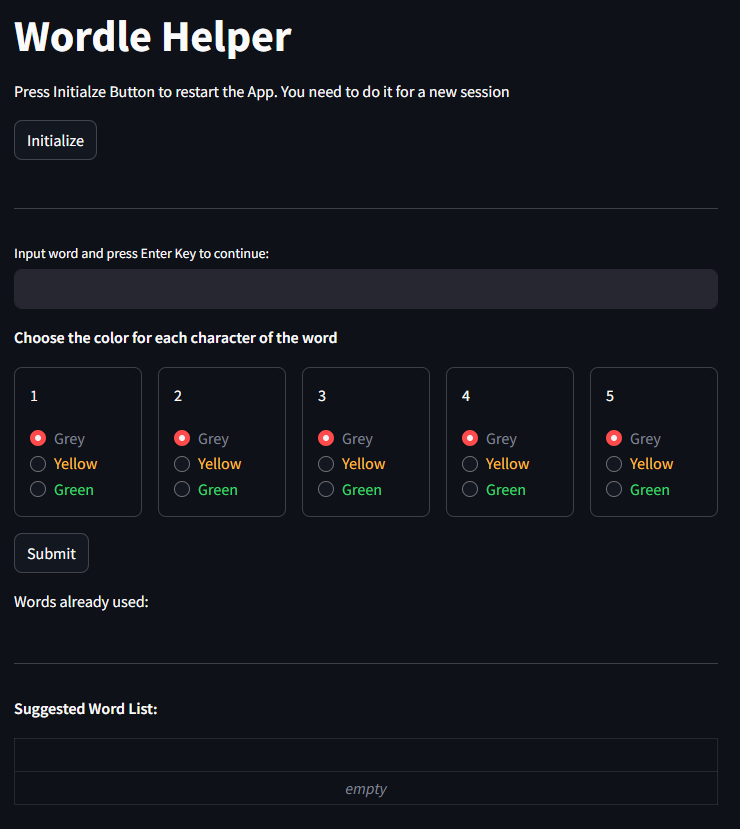 Wordle Helper
Press Initialze Button to restart the App. You need to do it for a new session
Initialize
Input word and press Enter Key to continue:
Choose the color for each character of the word
1 2 3 4 5
Grey Grey Grey Grey Grey
Yellow Yellow Yellow Yellow Yellow
Green Green Green Green Green
Submit
Words already used:
Suggested Word List:
empty